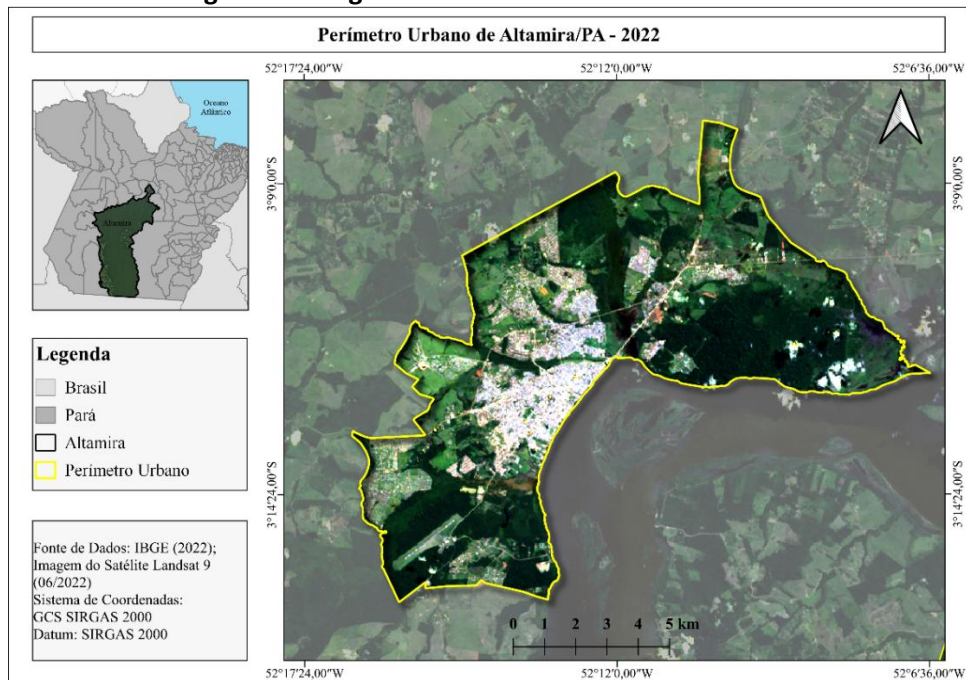 Perímetro Urbano de Altamira/PA - 2022
52°17'24,00"W
52°12'0,00"W
52°6'36,00"W
Oceano
Atlântico
Altamira
3°9'0,00"S
3°9'0,00"S
Legenda
Brasil
Pará
Altamira
Perímetro Urbano
3°14'24,00"S
3°14'24,00"S
Fonte de Dados: IBGE (2022);
Imagem do Satélite Landsat 9
(06/2022)
Sistema de Coordenadas:
GCS SIRGAS 2000
Datum: SIRGAS 2000
0 1 2 3 4 5 km
52°17'24,00"W
52°12'0,00"W
52°6'36,00"W